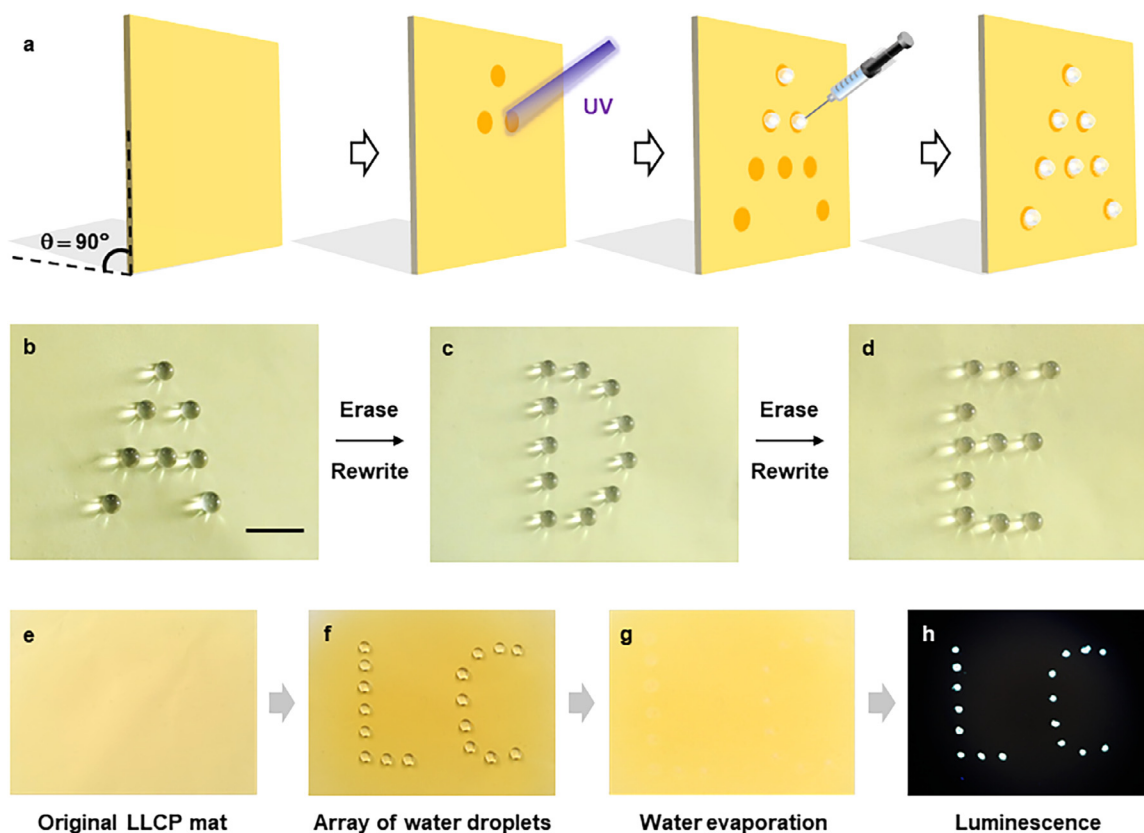 a
UV
θ = 90°
b
c
d
Erase
Rewrite
Erase
Rewrite
e
f
g
h
Original LLCP mat
Array of water droplets
Water evaporation
Luminescence